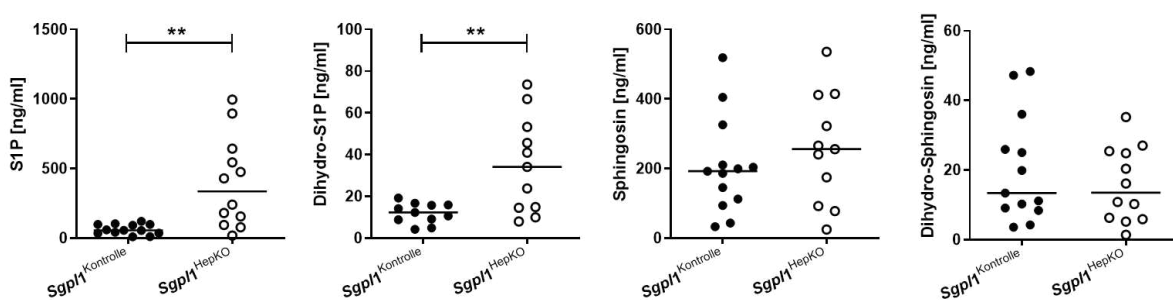 S1P [ng/ml]
1500
1000
500
0
**
Sgpl1Kontrolle
Sgpl1HepKO
Dihydro-S1P [ng/ml]
100
80
60
40
20
0
**
Sgpl1Kontrolle
Sgpl1HepKO
Sphingosin [ng/ml]
600
400
200
0
Sgpl1Kontrolle
Sgpl1HepKO
Dihydro-Sphingosin [ng/ml]
60
40
20
0
Sgpl1Kontrolle
Sgpl1HepKO